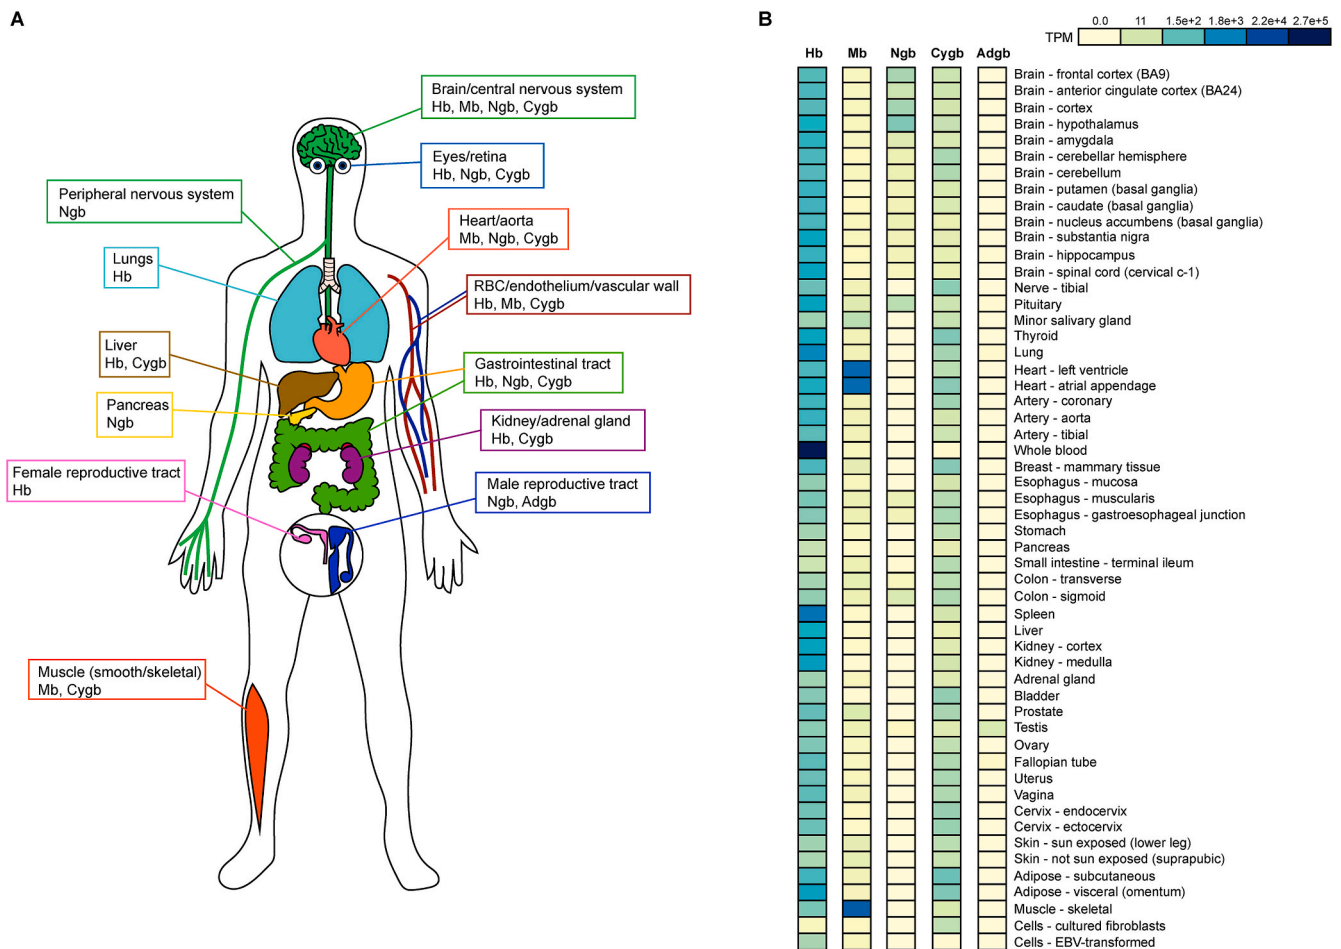 A
Brain/central nervous system
Hb, Mb, Ngb, Cygb
Eyes/retina
Hb, Ngb, Cygb
Peripheral nervous system
Ngb
Heart/aorta
Mb, Ngb, Cygb
Lungs
Hb
RBC/endothelium/vascular wall
Hb, Mb, Cygb
Liver
Hb, Cygb
Gastrointestinal tract
Hb, Ngb, Cygb
Pancreas
Ngb
Kidney/adrenal gland
Hb, Cygb
Female reproductive tract
Hb
Male reproductive tract
Ngb, Adgb
Muscle (smooth/skeletal)
Mb, Cygb
B
0.0 11 1.5e+2 1.8e+3 2.2e+4 2.7e+5
TPM
Hb Mb Ngb Cygb Adgb
Brain - frontal cortex (BA9)
Brain - anterior cingulate cortex (BA24)
Brain - cortex
Brain - hypothalamus
Brain - amygdala
Brain - cerebellar hemisphere
Brain - cerebellum
Brain - putamen (basal ganglia)
Brain - caudate (basal ganglia)
Brain - nucleus accumbens (basal ganglia)
Brain - substantia nigra
Brain - hippocampus
Brain - spinal cord (cervical c-1)
Nerve - tibial
Pituitary
Minor salivary gland
Thyroid
Lung
Heart - left ventricle
Heart - atrial appendage
Artery - coronary
Artery - aorta
Artery - tibial
Whole blood
Breast - mammary tissue
Esophagus - mucosa
Esophagus - muscularis
Esophagus - gastroesophageal junction
Stomach
Pancreas
Small intestine - terminal ileum
Colon - transverse
Colon - sigmoid
Spleen
Liver
Kidney - cortex
Kidney - medulla
Adrenal gland
Bladder
Prostate
Testis
Ovary
Fallopian tube
Uterus
Vagina
Cervix - endocervix
Cervix - ectocervix
Skin - sun exposed (lower leg)
Skin - not sun exposed (suprapubic)
Adipose - subcutaneous
Adipose - visceral (omentum)
Muscle - skeletal
Cells - cultured fibroblasts
Cells - EBV-transformed